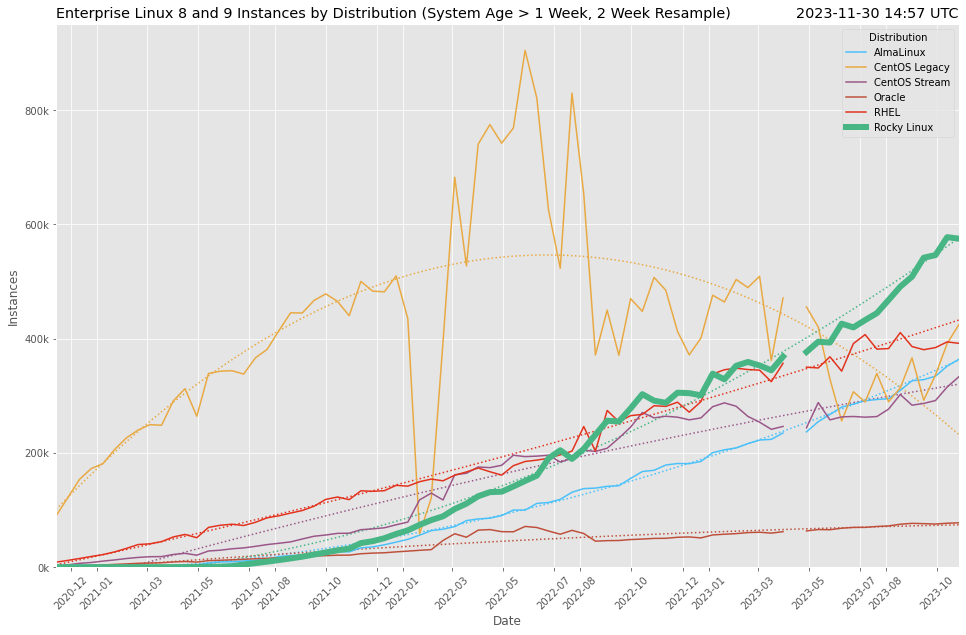 Enterprise Linux 8 and 9 Instances by Distribution (System Age > 1 Week, 2 Week Resample)
2023-11-30 14:57 UTC
Distribution
AlmaLinux
CentOS Legacy
CentOS Stream
Oracle
RHEL
Rocky Linux
Instances
800k
600k
400k
200k
0k
2020-12
2021-01
2021-03
2021-05
2021-07
2021-08
2021-10
2021-12
2022-01
2022-03
2022-05
2022-07
2022-08
2022-10
2022-12
2023-01
2023-03
2023-05
2023-07
2023-08
2023-10
Date